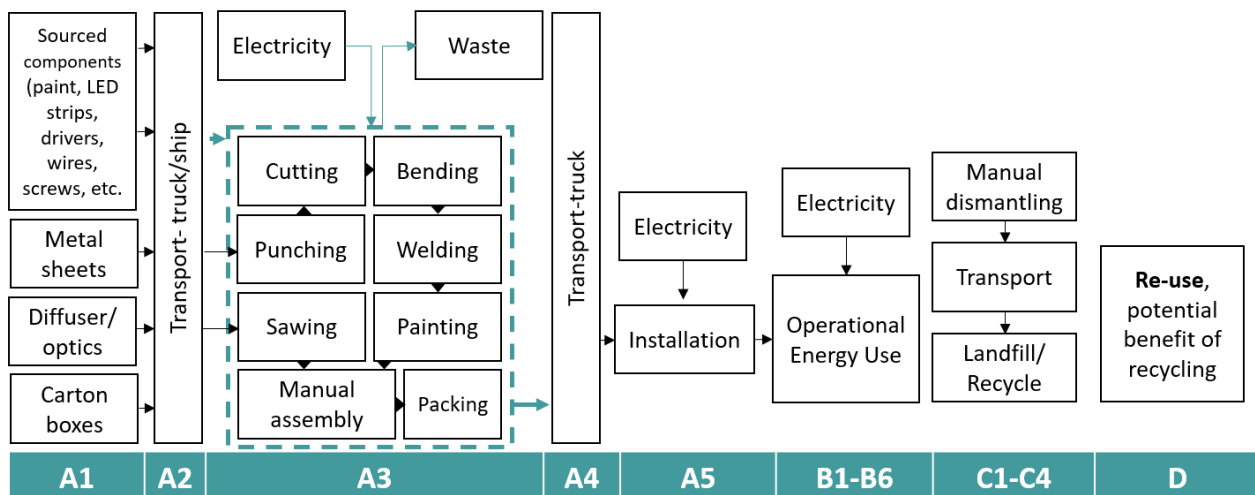 Sourced
components
(paint, LED
strips,
drivers,
wires,
screws, etc.
Metal
sheets
Diffuser/
optics
Carton
boxes
Transport- truck/ship
Electricity
Waste
Cutting
Bending
Punching
Welding
Sawing
Painting
Manual
assembly
Packing
Transport-truck
Electricity
Installation
Electricity
Operational
Energy Use
Manual
dismantling
Transport
Landfill/
Recycle
Re-use,
potential
benefit of
recycling
A1
A2
A3
A4
A5
B1-B6
C1-C4
D